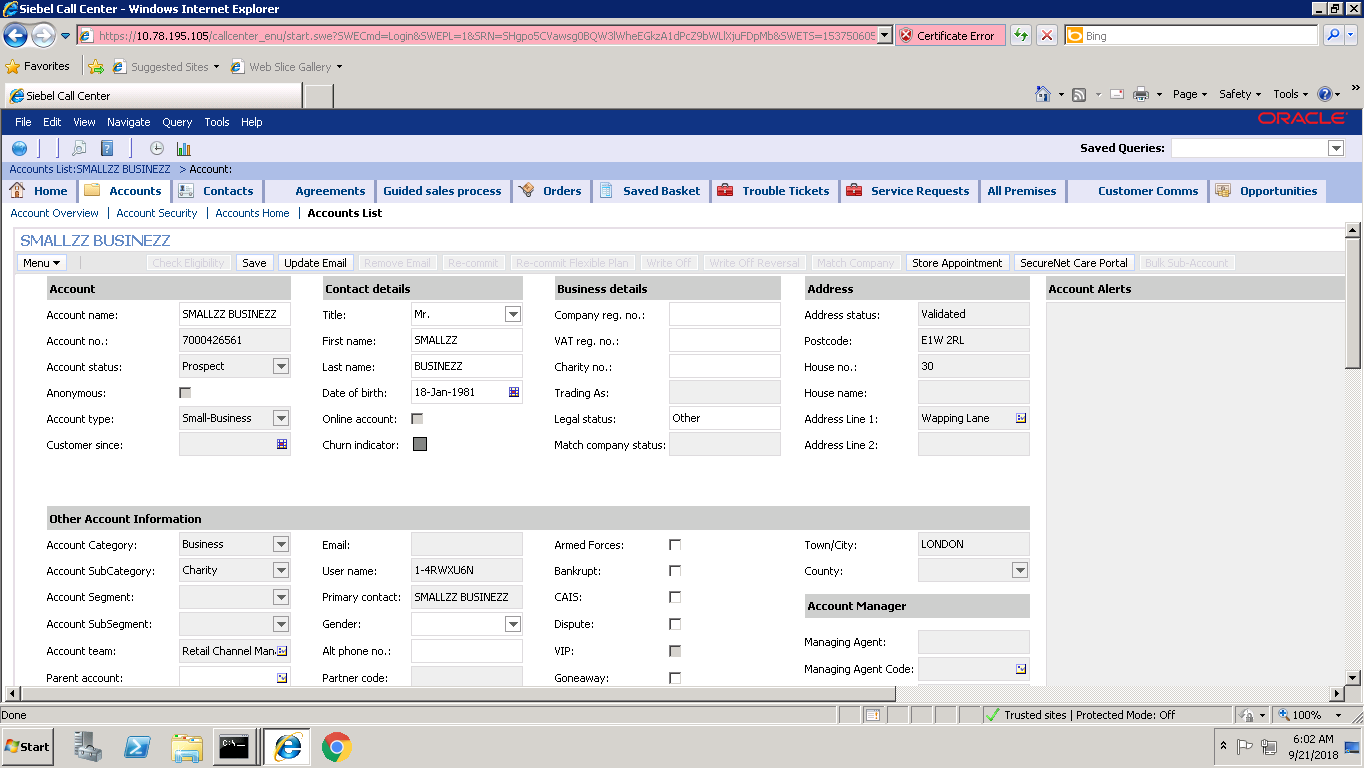 Siebel Call Center - Windows Internet Explorer
https://10.78.195.105/callcenter_enu/start.swe?SWECmd=Login&SWEPL=1&SRN= Certificate Error Bing
Favorites Suggested Sites Web Slice Gallery
Siebel Call Center Page Safety Tools »
File Edit View Navigate Query Tools Help ORACLE
Saved Queries:
Accounts List:SMALLZZ BUSINEZZ > Account:
Home Accounts Contacts Agreements Guided sales process Orders Saved Basket Trouble Tickets Service Requests All Premises Customer Comms Opportunities
Account Overview | Account Security | Accounts Home | Accounts List
SMALLZZ BUSINEZZ
Menu Check Eligibility Save Update Email Remove Email Re-commit Re-commit Flexible Plan Write Off Write Off Reversal Match Company Store Appointment SecureNet Care Portal Bulk Sub-Account
Account Contact details Business details Address Account Alerts
Account name: SMALLZZ BUSINEZZ Title: Mr. Company reg. no.: Address status: Validated
Account no.: 7000426561 First name: SMALLZZ VAT reg. no.: Postcode: E1W 2RL
Account status: Prospect Last name: BUSINEZZ Charity no.: House no.: 30
Anonymous: Date of birth: 18-Jan-1981 Trading As: House name:
Account type: Small-Business Online account: Legal status: Other Address Line 1: Wapping Lane
Customer since: Churn indicator: Match company status: Address Line 2:
Other Account Information
Account Category: Business Email: Armed Forces: Town/City: LONDON
Account SubCategory: Charity User name: 1-4RWXU6N Bankrupt: County:
Account Segment: Primary contact: SMALLZZ BUSINEZZ CAIS: Account Manager
Account SubSegment: Gender: Dispute:
Account team: Retail Channel Man. Alt phone no.: VIP: Managing Agent:
Parent account: Partner code: Goneaway: Managing Agent Code:
Done Trusted sites | Protected Mode: Off 100%
Start C:\ 6:02 AM
9/21/2018